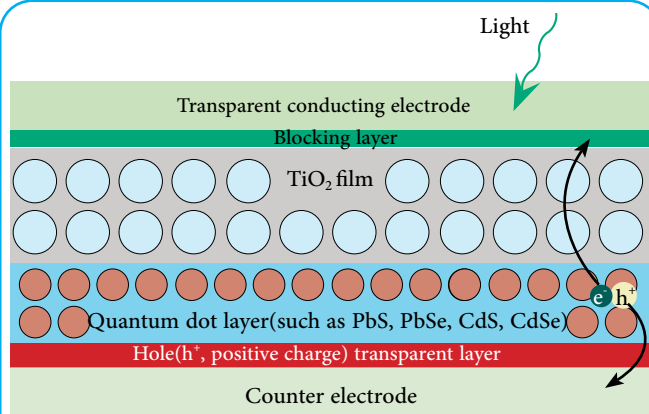 Light
Transparent conducting electrode
Blocking layer
TiO₂ film
e⁻ h⁺
Quantum dot layer(such as PbS, PbSe, CdS, CdSe)
Hole(h⁺, positive charge) transparent layer
Counter electrode